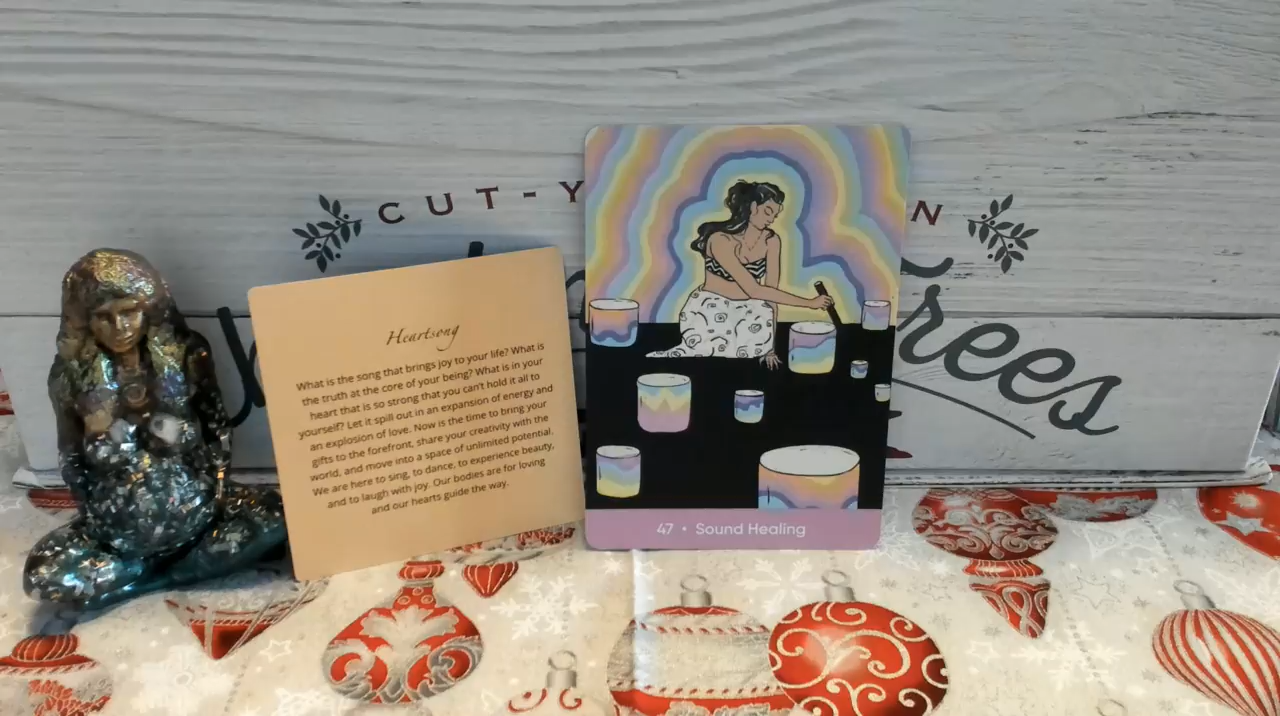 CUT-Y
N
Trees
Heartsong
What is the song that brings joy to your life? What is
the truth at the core of your being? What is in your
heart that is so strong that you can't hold it all to
yourself? Let it spill out in an expansion of energy and
an explosion of love. Now is the time to bring your
gifts to the forefront, share your creativity with the
world, and move into a space of unlimited potential.
We are here to sing, to dance, to experience beauty,
and to laugh with joy. Our bodies are for loving
and our hearts guide the way.
47 • Sound Healing